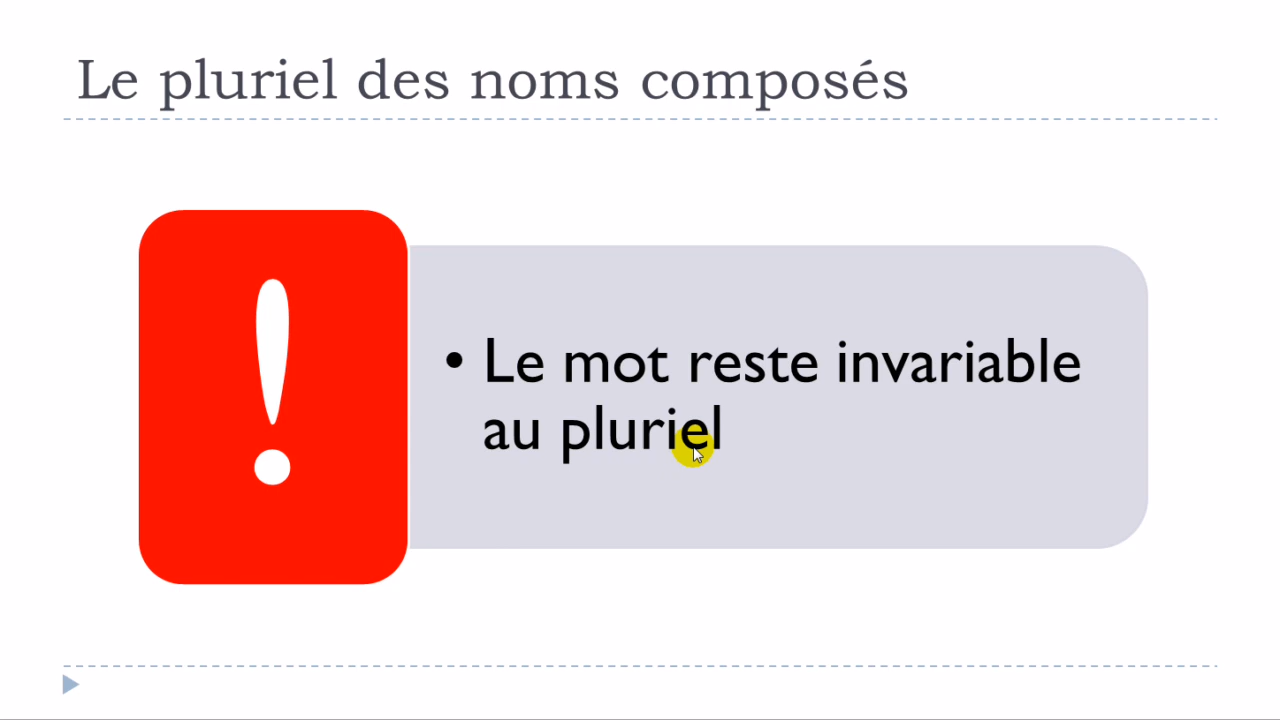 Le pluriel des noms composés
!
• Le mot reste invariable
au pluriel